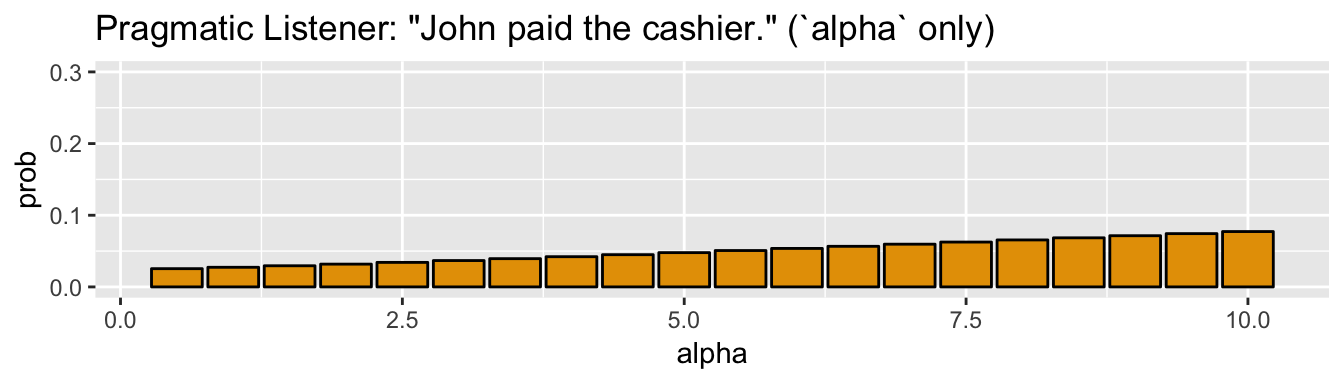 Pragmatic Listener: "John paid the cashier." (`alpha` only)
0.3
0.2
0.1
0.0
prob
0.0 2.5 5.0 7.5 10.0
alpha